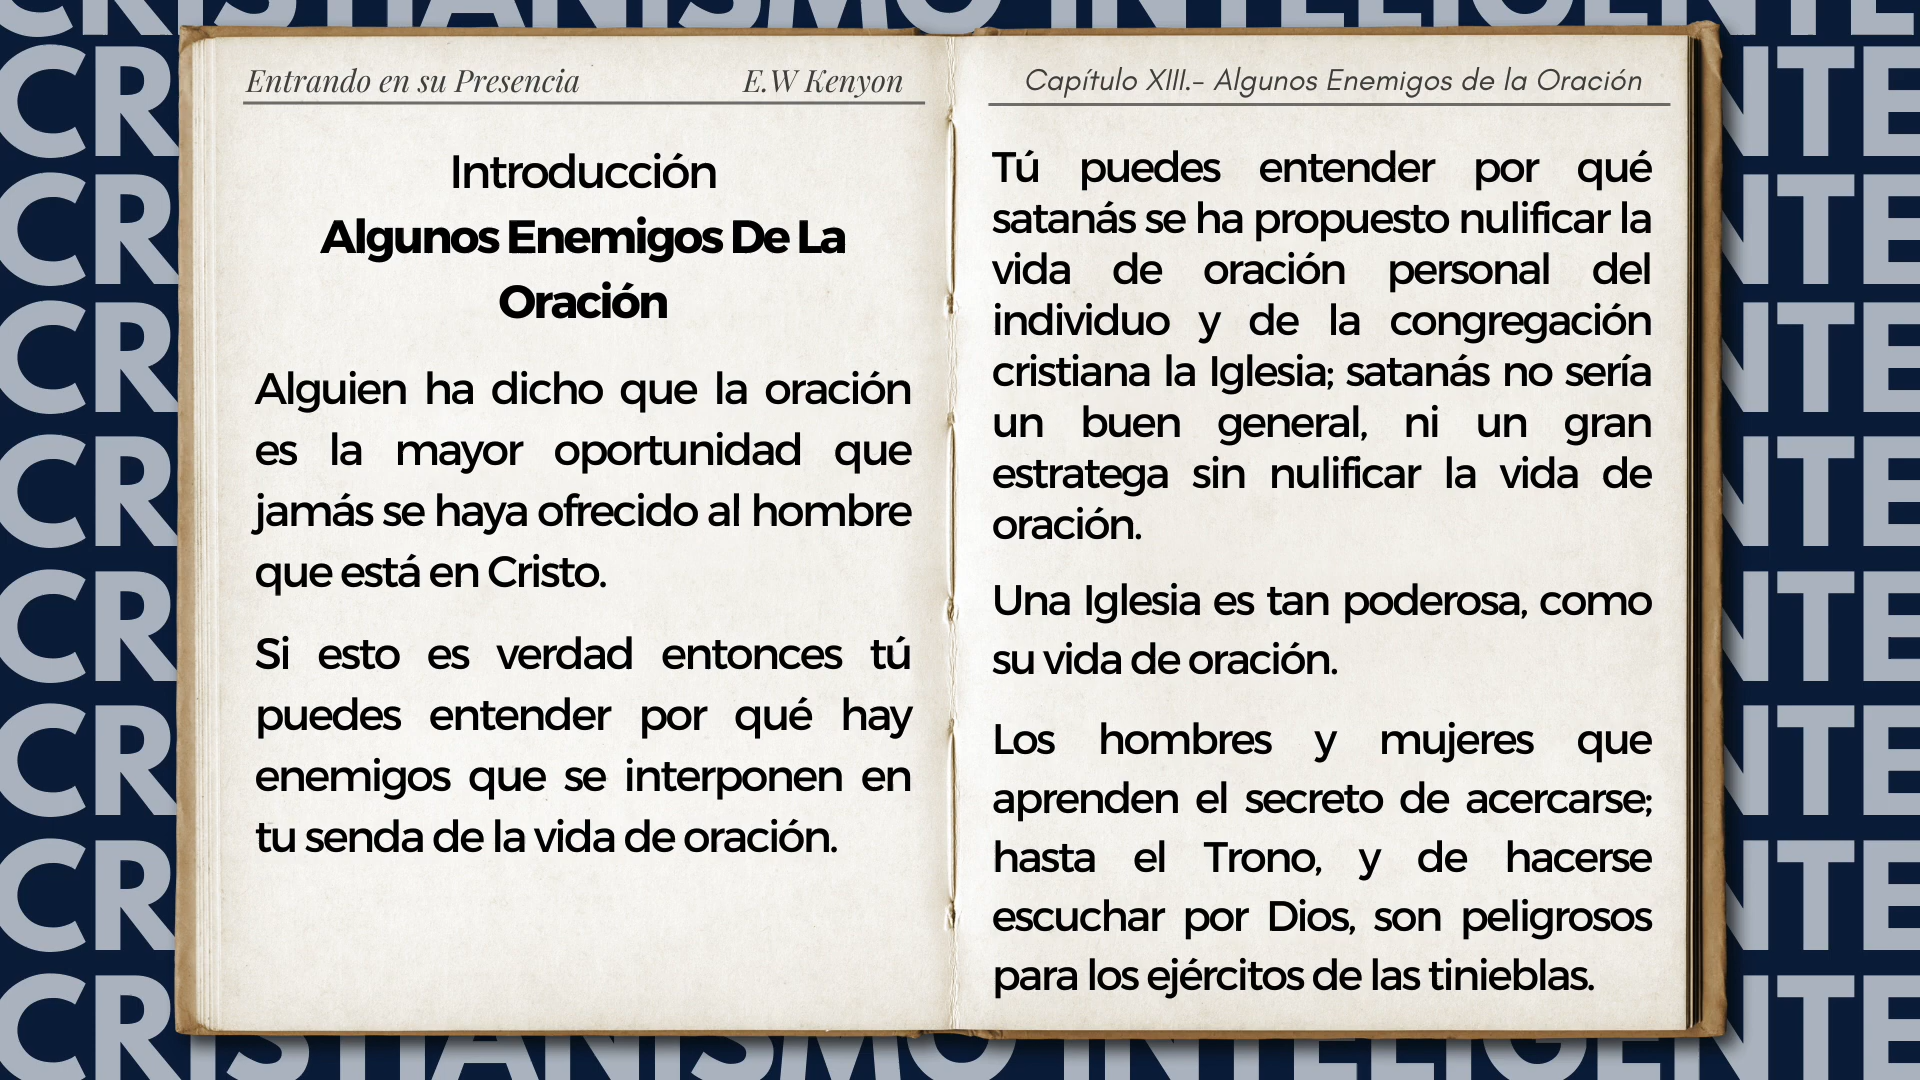 CRISTIANISMO INTELIGENTE
Entrando en su Presencia
E.W Kenyon
Introducción
Algunos Enemigos De La
Oración
Alguien ha dicho que la oración
es la mayor oportunidad que
jamás se haya ofrecido al hombre
que está en Cristo.
Si esto es verdad entonces tú
puedes entender por qué hay
enemigos que se interponen en
tu senda de la vida de oración.
Capítulo XIII.- Algunos Enemigos de la Oración
Tú puedes entender por qué
satanás se ha propuesto nulificar la
vida de oración personal del
individuo y de la congregación
cristiana la Iglesia; satanás no sería
un buen general, ni un gran
estratega sin nulificar la vida de
oración.
Una Iglesia es tan poderosa, como
su vida de oración.
Los hombres y mujeres que
aprenden el secreto de acercarse;
hasta el Trono, y de hacerse
escuchar por Dios, son peligrosos
para los ejércitos de las tinieblas.
CRISTIANISMO INTELIGENTE